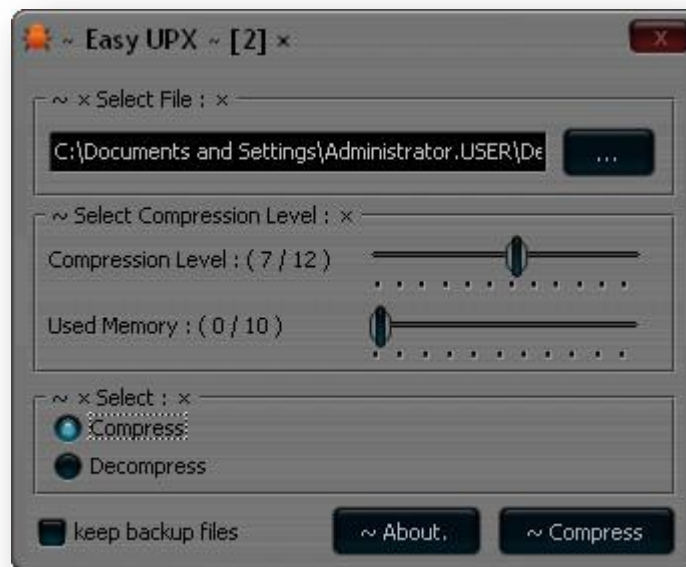 ~ Easy UPX ~ [2] ×
X
~ × Select File : ×
C:\Documents and Settings\Administrator.USER\De
...
~ Select Compression Level : ×
Compression Level : ( 7 / 12 )
Used Memory : ( 0 / 10 )
~ × Select : ×
Compress
Decompress
keep backup files
~ About.
~ Compress